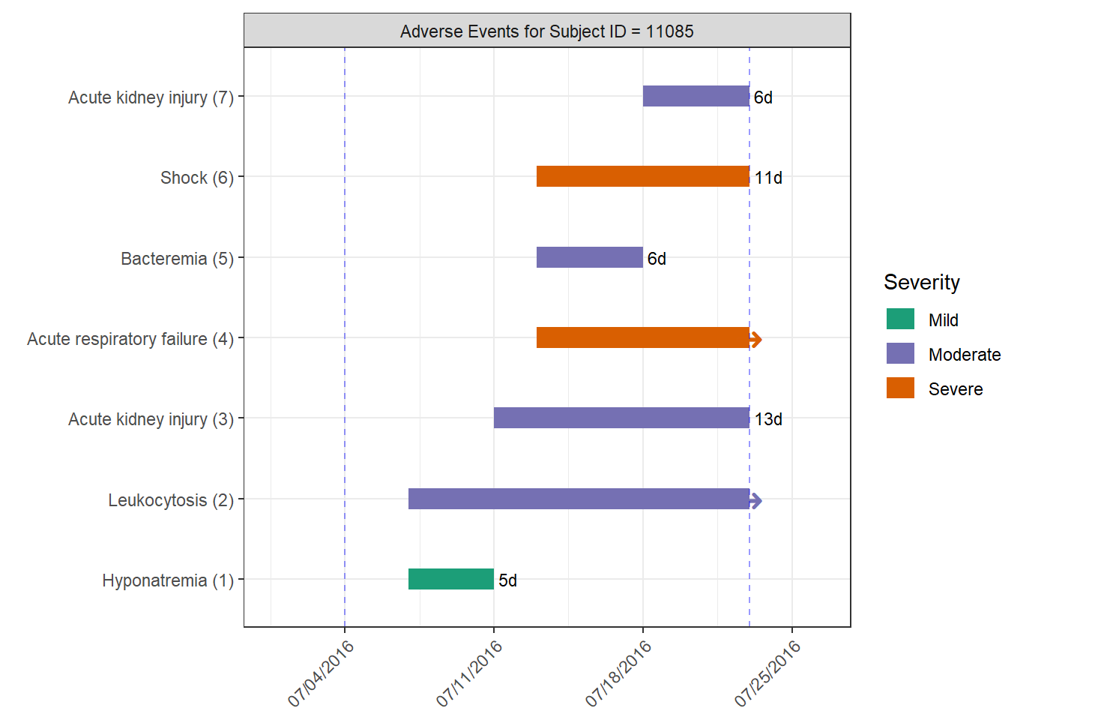 Adverse Events for Subject ID = 11085
Acute kidney injury (7)
6d
Shock (6)
11d
Bacteremia (5)
6d
Acute respiratory failure (4)
Acute kidney injury (3)
13d
Leukocytosis (2)
Hyponatremia (1)
5d
07/04/2016
07/11/2016
07/18/2016
07/25/2016
Severity
Mild
Moderate
Severe